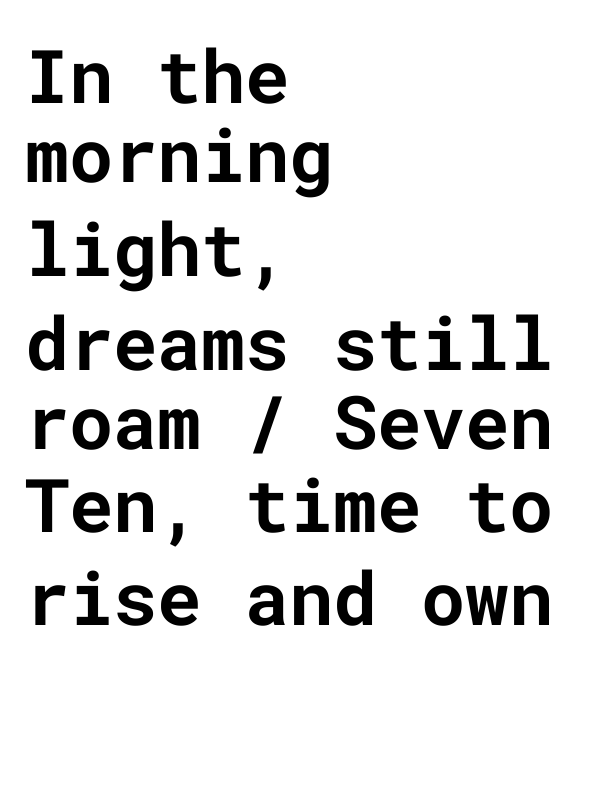 In the
morning
light,
dreams still
roam / Seven
Ten, time to
rise and own